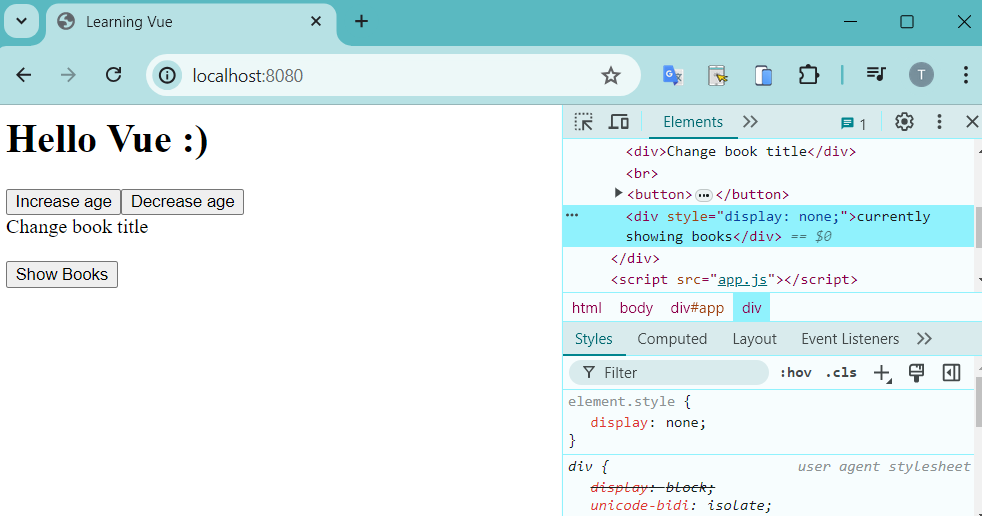 Learning Vue
localhost:8080
T
Hello Vue :)
Increase age Decrease age
Change book title
Show Books
Elements
1
<div>Change book title</div>
<br>
<button>…</button>
… <div style="display: none;">currently
showing books</div> == $0
</div>
<script src="app.js"></script>
html body div#app div
Styles Computed Layout Event Listeners
Filter :hov .cls
element.style {
display: none;
}
div { user agent stylesheet
display: block;
unicode-bidi: isolate;